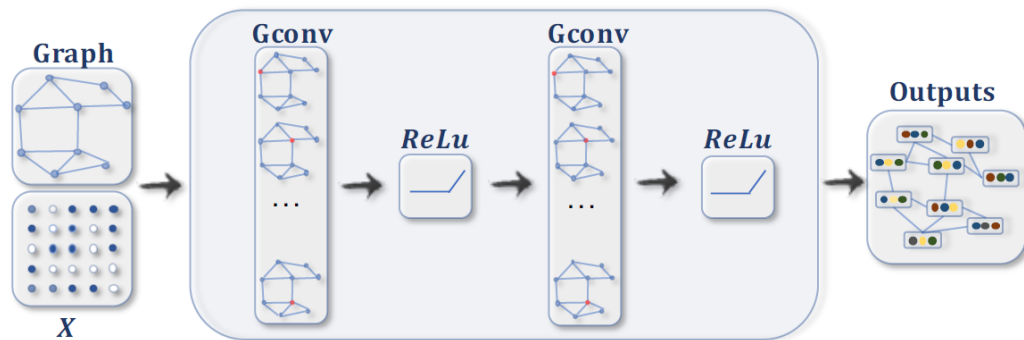 Graph
X
Gconv
...
ReLu
Gconv
...
ReLu
Outputs